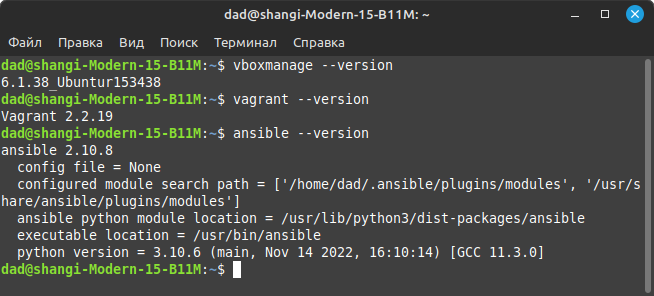 dad@shangi-Modern-15-B11M: ~
Файл Правка Вид Поиск Терминал Справка
dad@shangi-Modern-15-B11M:~$ vboxmanage --version
6.1.38_Ubuntur153438
dad@shangi-Modern-15-B11M:~$ vagrant --version
Vagrant 2.2.19
dad@shangi-Modern-15-B11M:~$ ansible --version
ansible 2.10.8
  config file = None
  configured module search path = ['/home/dad/.ansible/plugins/modules', '/usr/s
hare/ansible/plugins/modules']
  ansible python module location = /usr/lib/python3/dist-packages/ansible
  executable location = /usr/bin/ansible
  python version = 3.10.6 (main, Nov 14 2022, 16:10:14) [GCC 11.3.0]
dad@shangi-Modern-15-B11M:~$